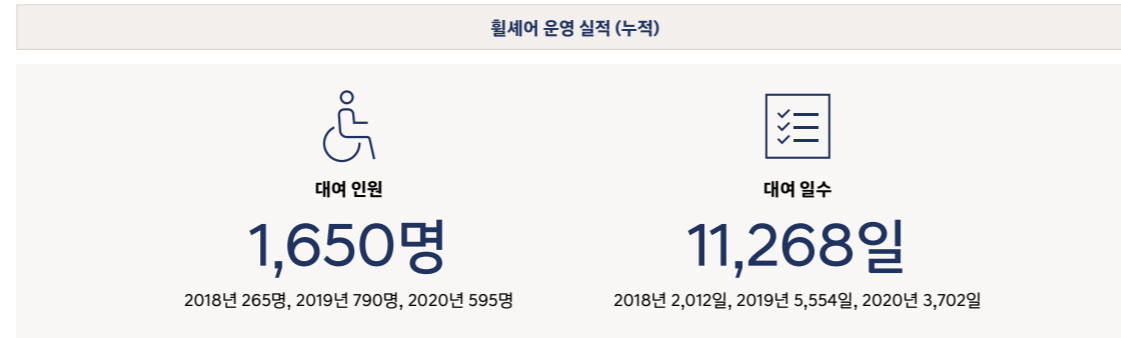 휠셰어 운영 실적 (누적)
대여 인원
1,650명
2018년 265명, 2019년 790명, 2020년 595명
대여 일수
11,268일
2018년 2,012일, 2019년 5,554일, 2020년 3,702일